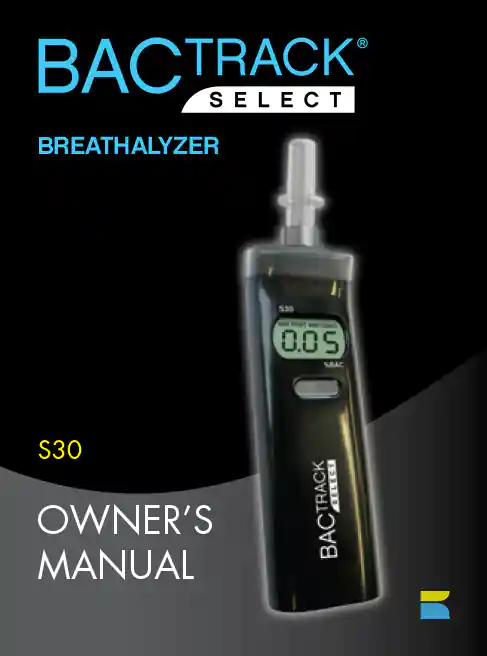 BACTRACK®
SELECT
BREATHALYZER
S30
0.05
%BAC
BACTRACK
SELECT
S30
OWNER'S
MANUAL